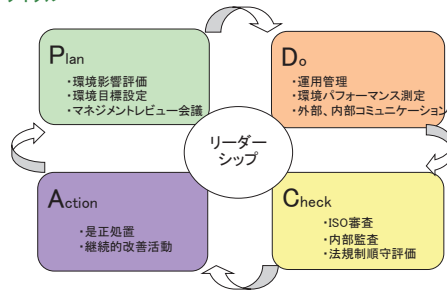 Plan
・環境影響評価
・環境目標設定
・マネジメントレビュー会議
Do
・運用管理
・環境パフォーマンス測定
・外部、内部コミュニケーション
リーダー
シップ
Action
・是正処置
・継続的改善活動
Check
・ISO審査
・内部監査
・法規制順守評価